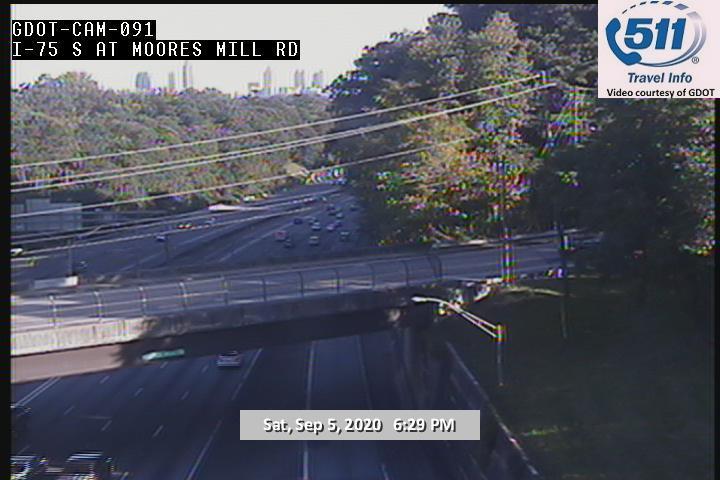 GDOT-CAM-091
I-75 S AT MOORES MILL RD
511
®
Travel Info
Video courtesy of GDOT
Sat, Sep 5, 2020 6:29 PM